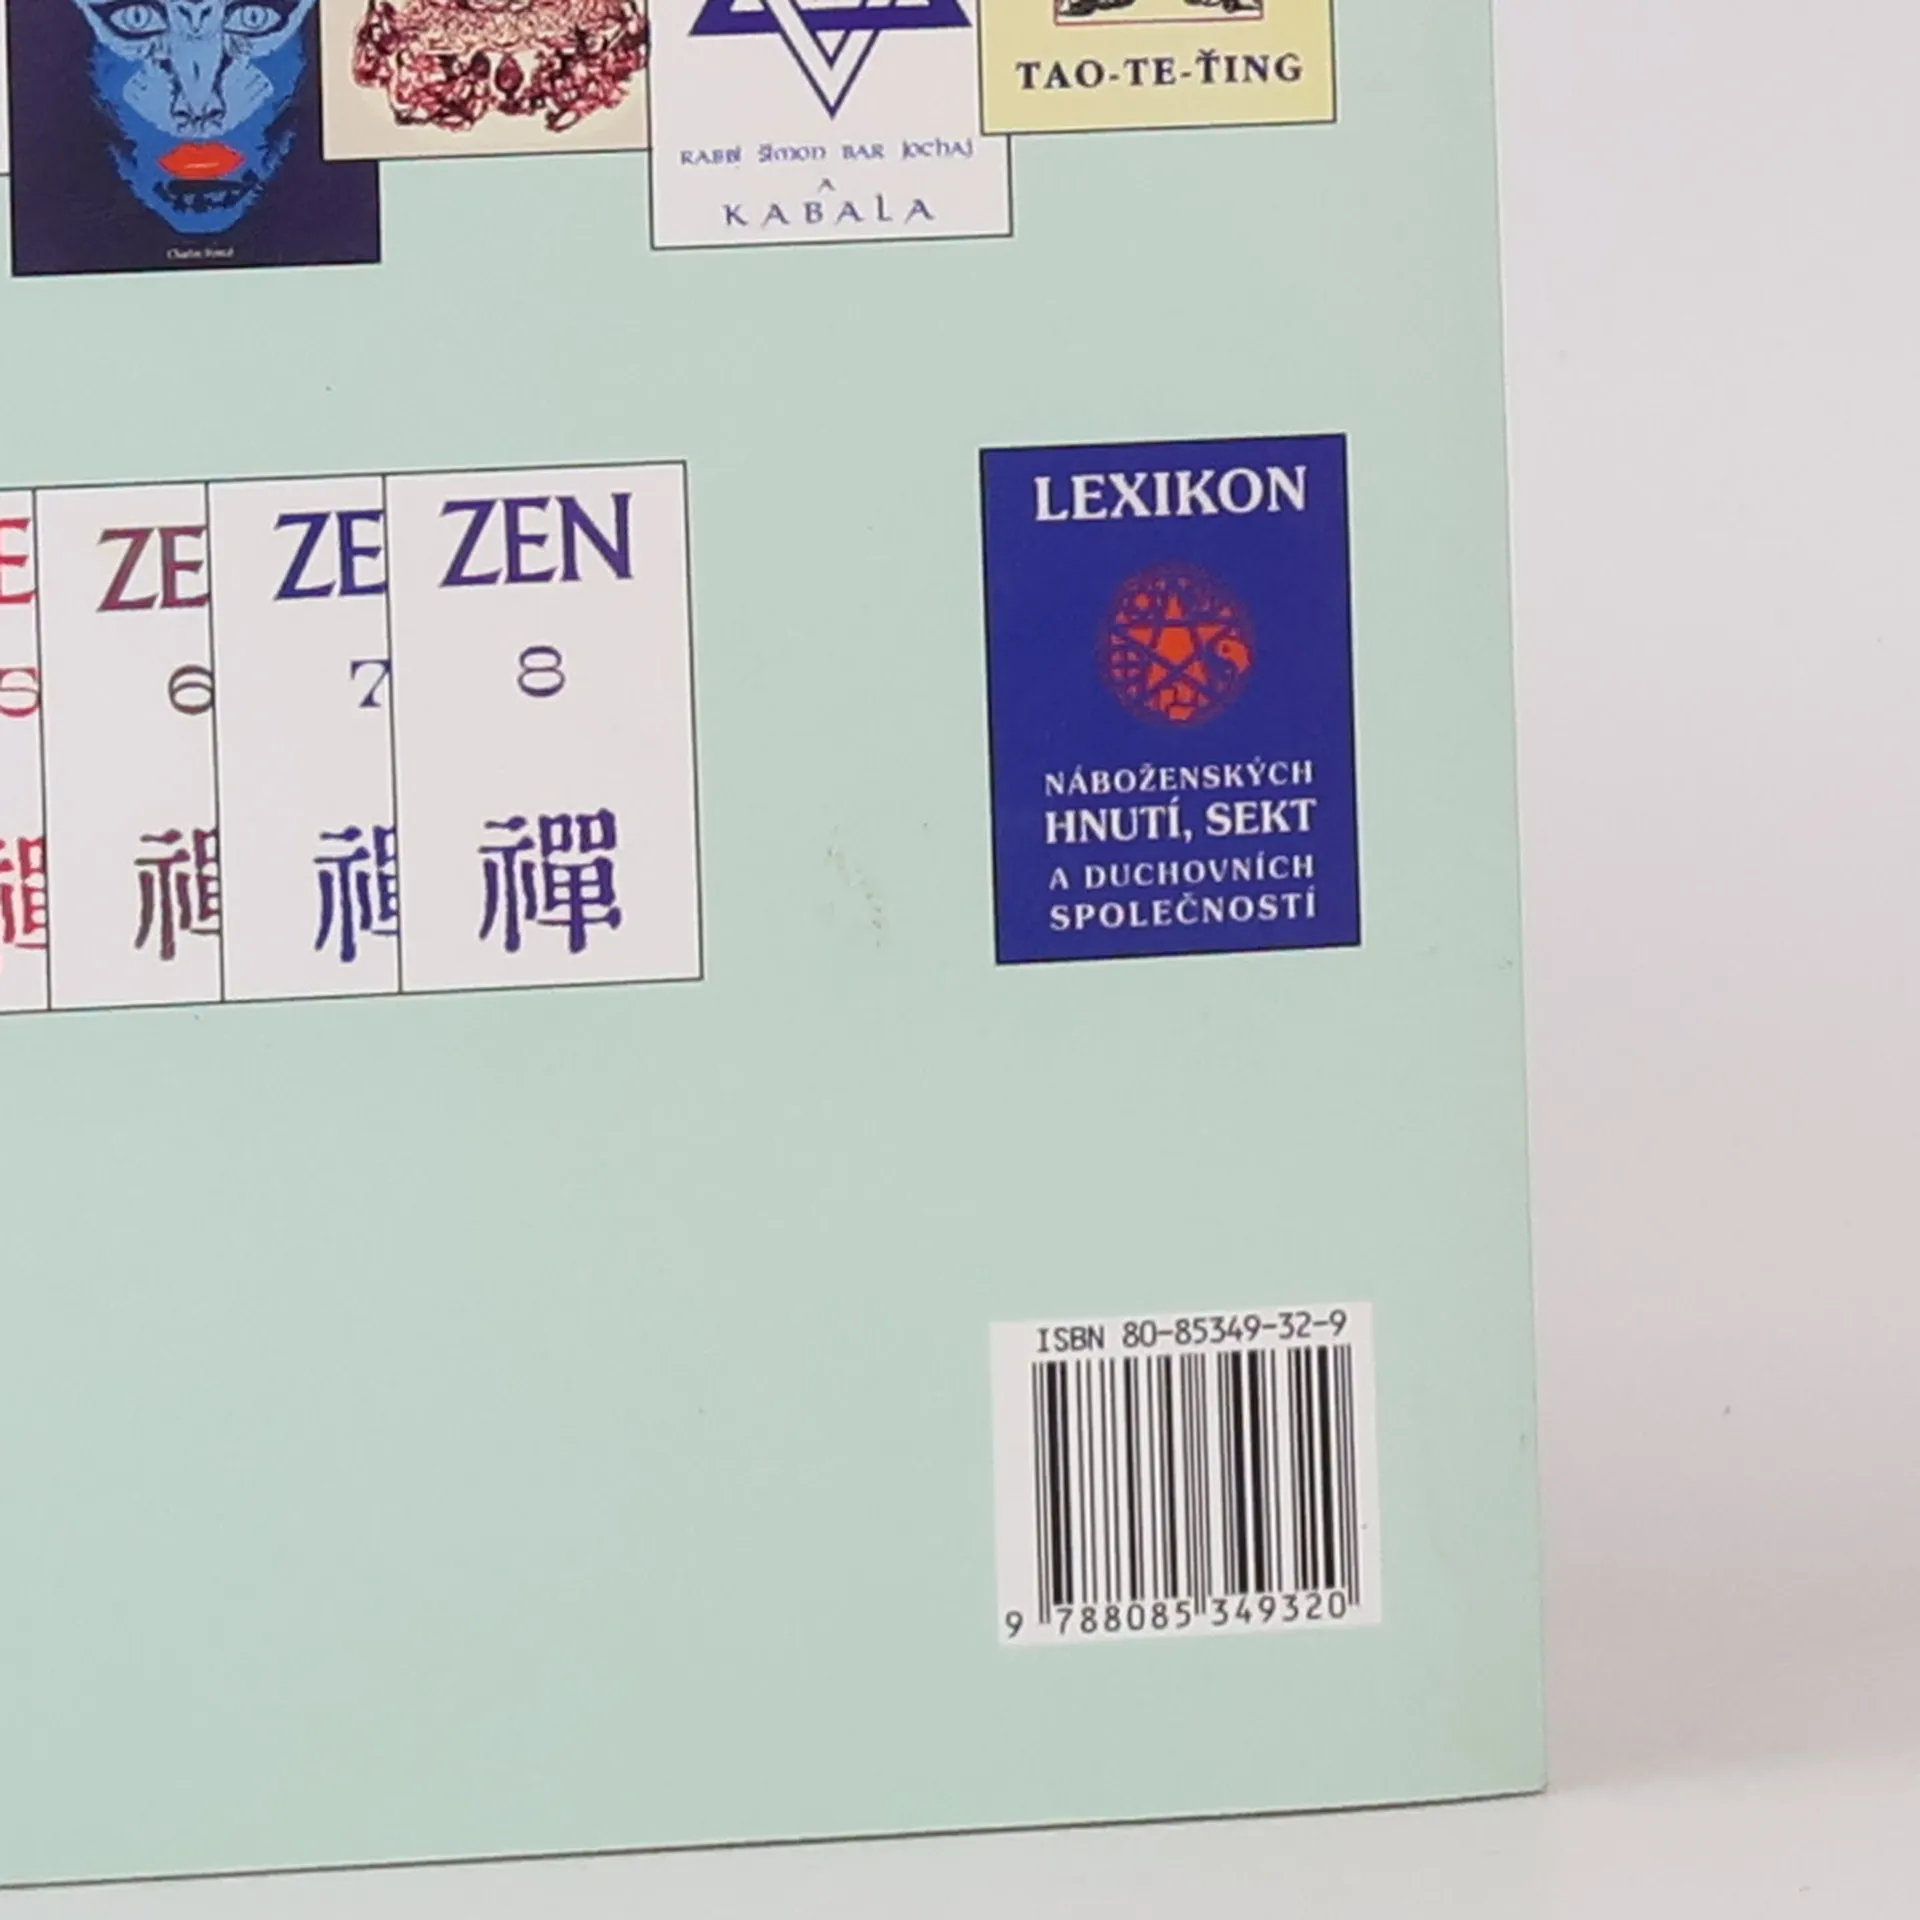 TAO-TE-ŤING
RABBI ŠIMON BAR JOCHAJ
A
KABALA
ZE
6
禪
ZE
7
ZEN
8
禪
LEXIKON
NÁBOŽENSKÝCH
HNUTÍ, SEKT
A DUCHOVNÍCH
SPOLEČNOSTÍ
ISBN 80-85349-32-9
9 788085 349320